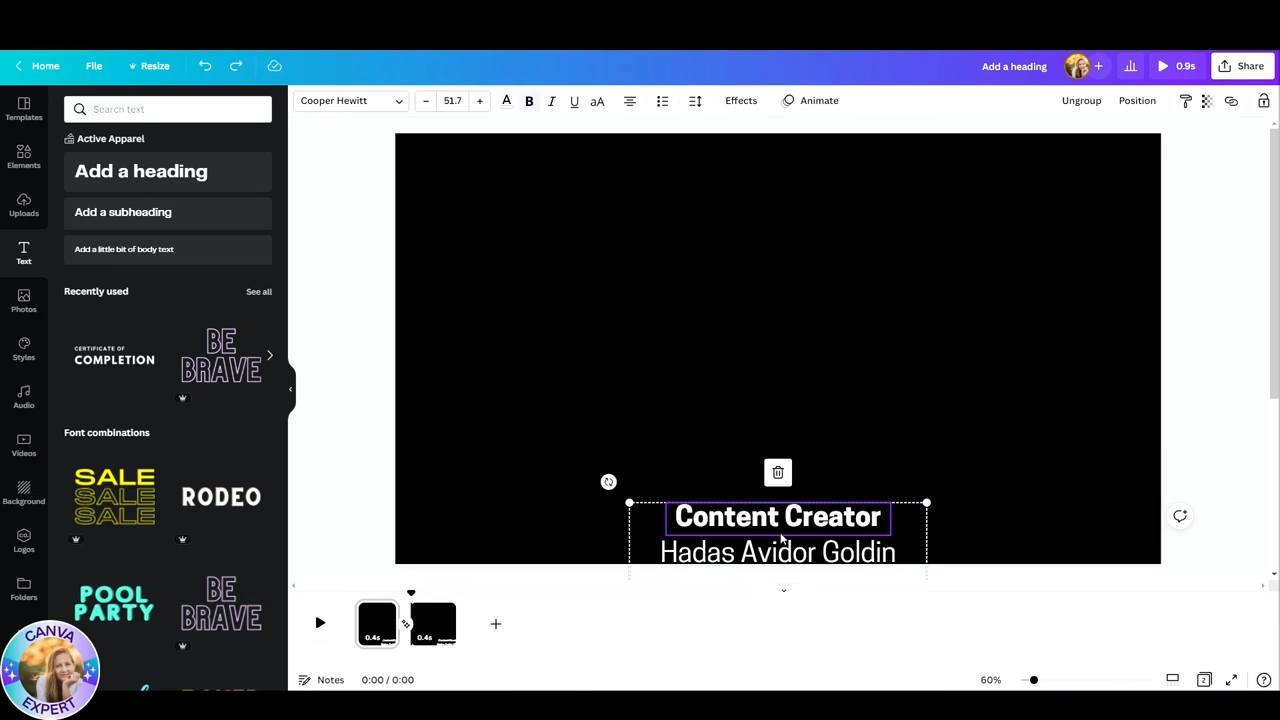 Home
File
Resize
Add a heading
0.9s
Share
Templates
Elements
Uploads
Text
Photos
Styles
Audio
Videos
Background
Logos
Folders
Search text
Active Apparel
Add a heading
Add a subheading
Add a little bit of body text
Recently used
See all
CERTIFICATE OF
COMPLETION
BE
BRAVE
Font combinations
SALE
SALE
SALE
RODEO
POOL
PARTY
BE
BRAVE
Cooper Hewitt
51.7
A
B
I
U
aA
Effects
Animate
Ungroup
Position
Content Creator
Hadas Avidor Goldin
0.4s
0.4s
Notes
0:00 / 0:00
60%
2
CANVA
EXPERT